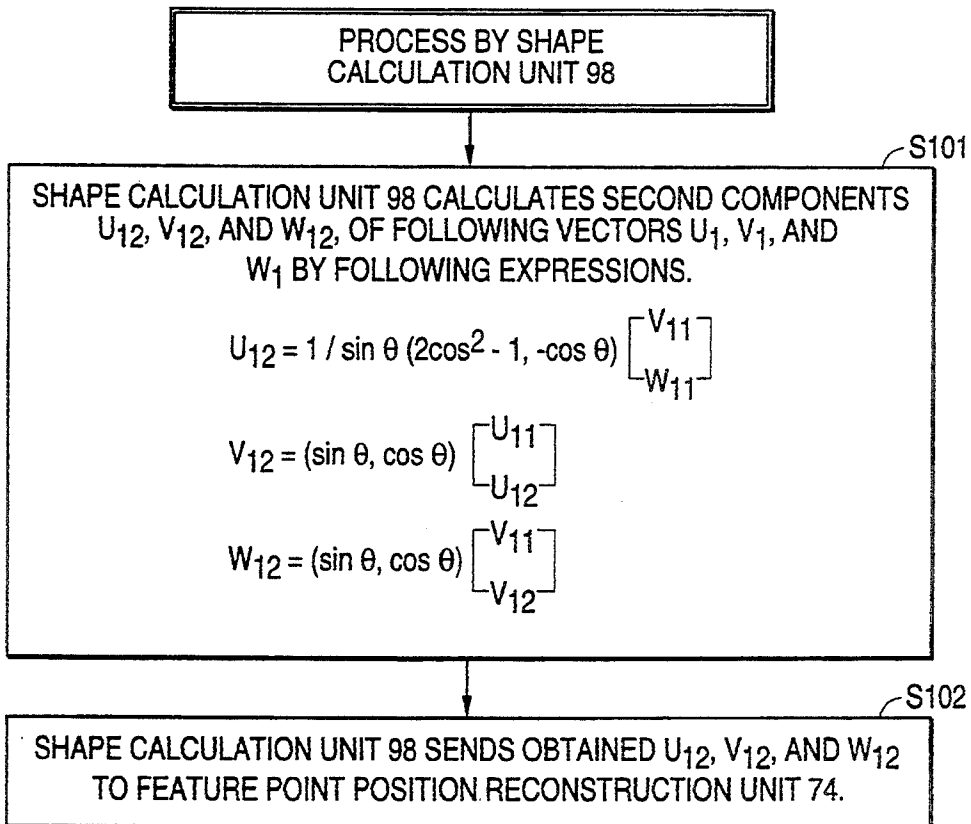 PROCESS BY SHAPE
CALCULATION UNIT 98
S101
SHAPE CALCULATION UNIT 98 CALCULATES SECOND COMPONENTS
U12, V12, AND W12, OF FOLLOWING VECTORS U1, V1, AND
W1 BY FOLLOWING EXPRESSIONS.
U12 = 1 / sin θ (2cos² - 1, -cos θ) [V11
W11]
V12 = (sin θ, cos θ) [U11
U12]
W12 = (sin θ, cos θ) [V11
V12]
S102
SHAPE CALCULATION UNIT 98 SENDS OBTAINED U12, V12, AND W12
TO FEATURE POINT POSITION RECONSTRUCTION UNIT 74.